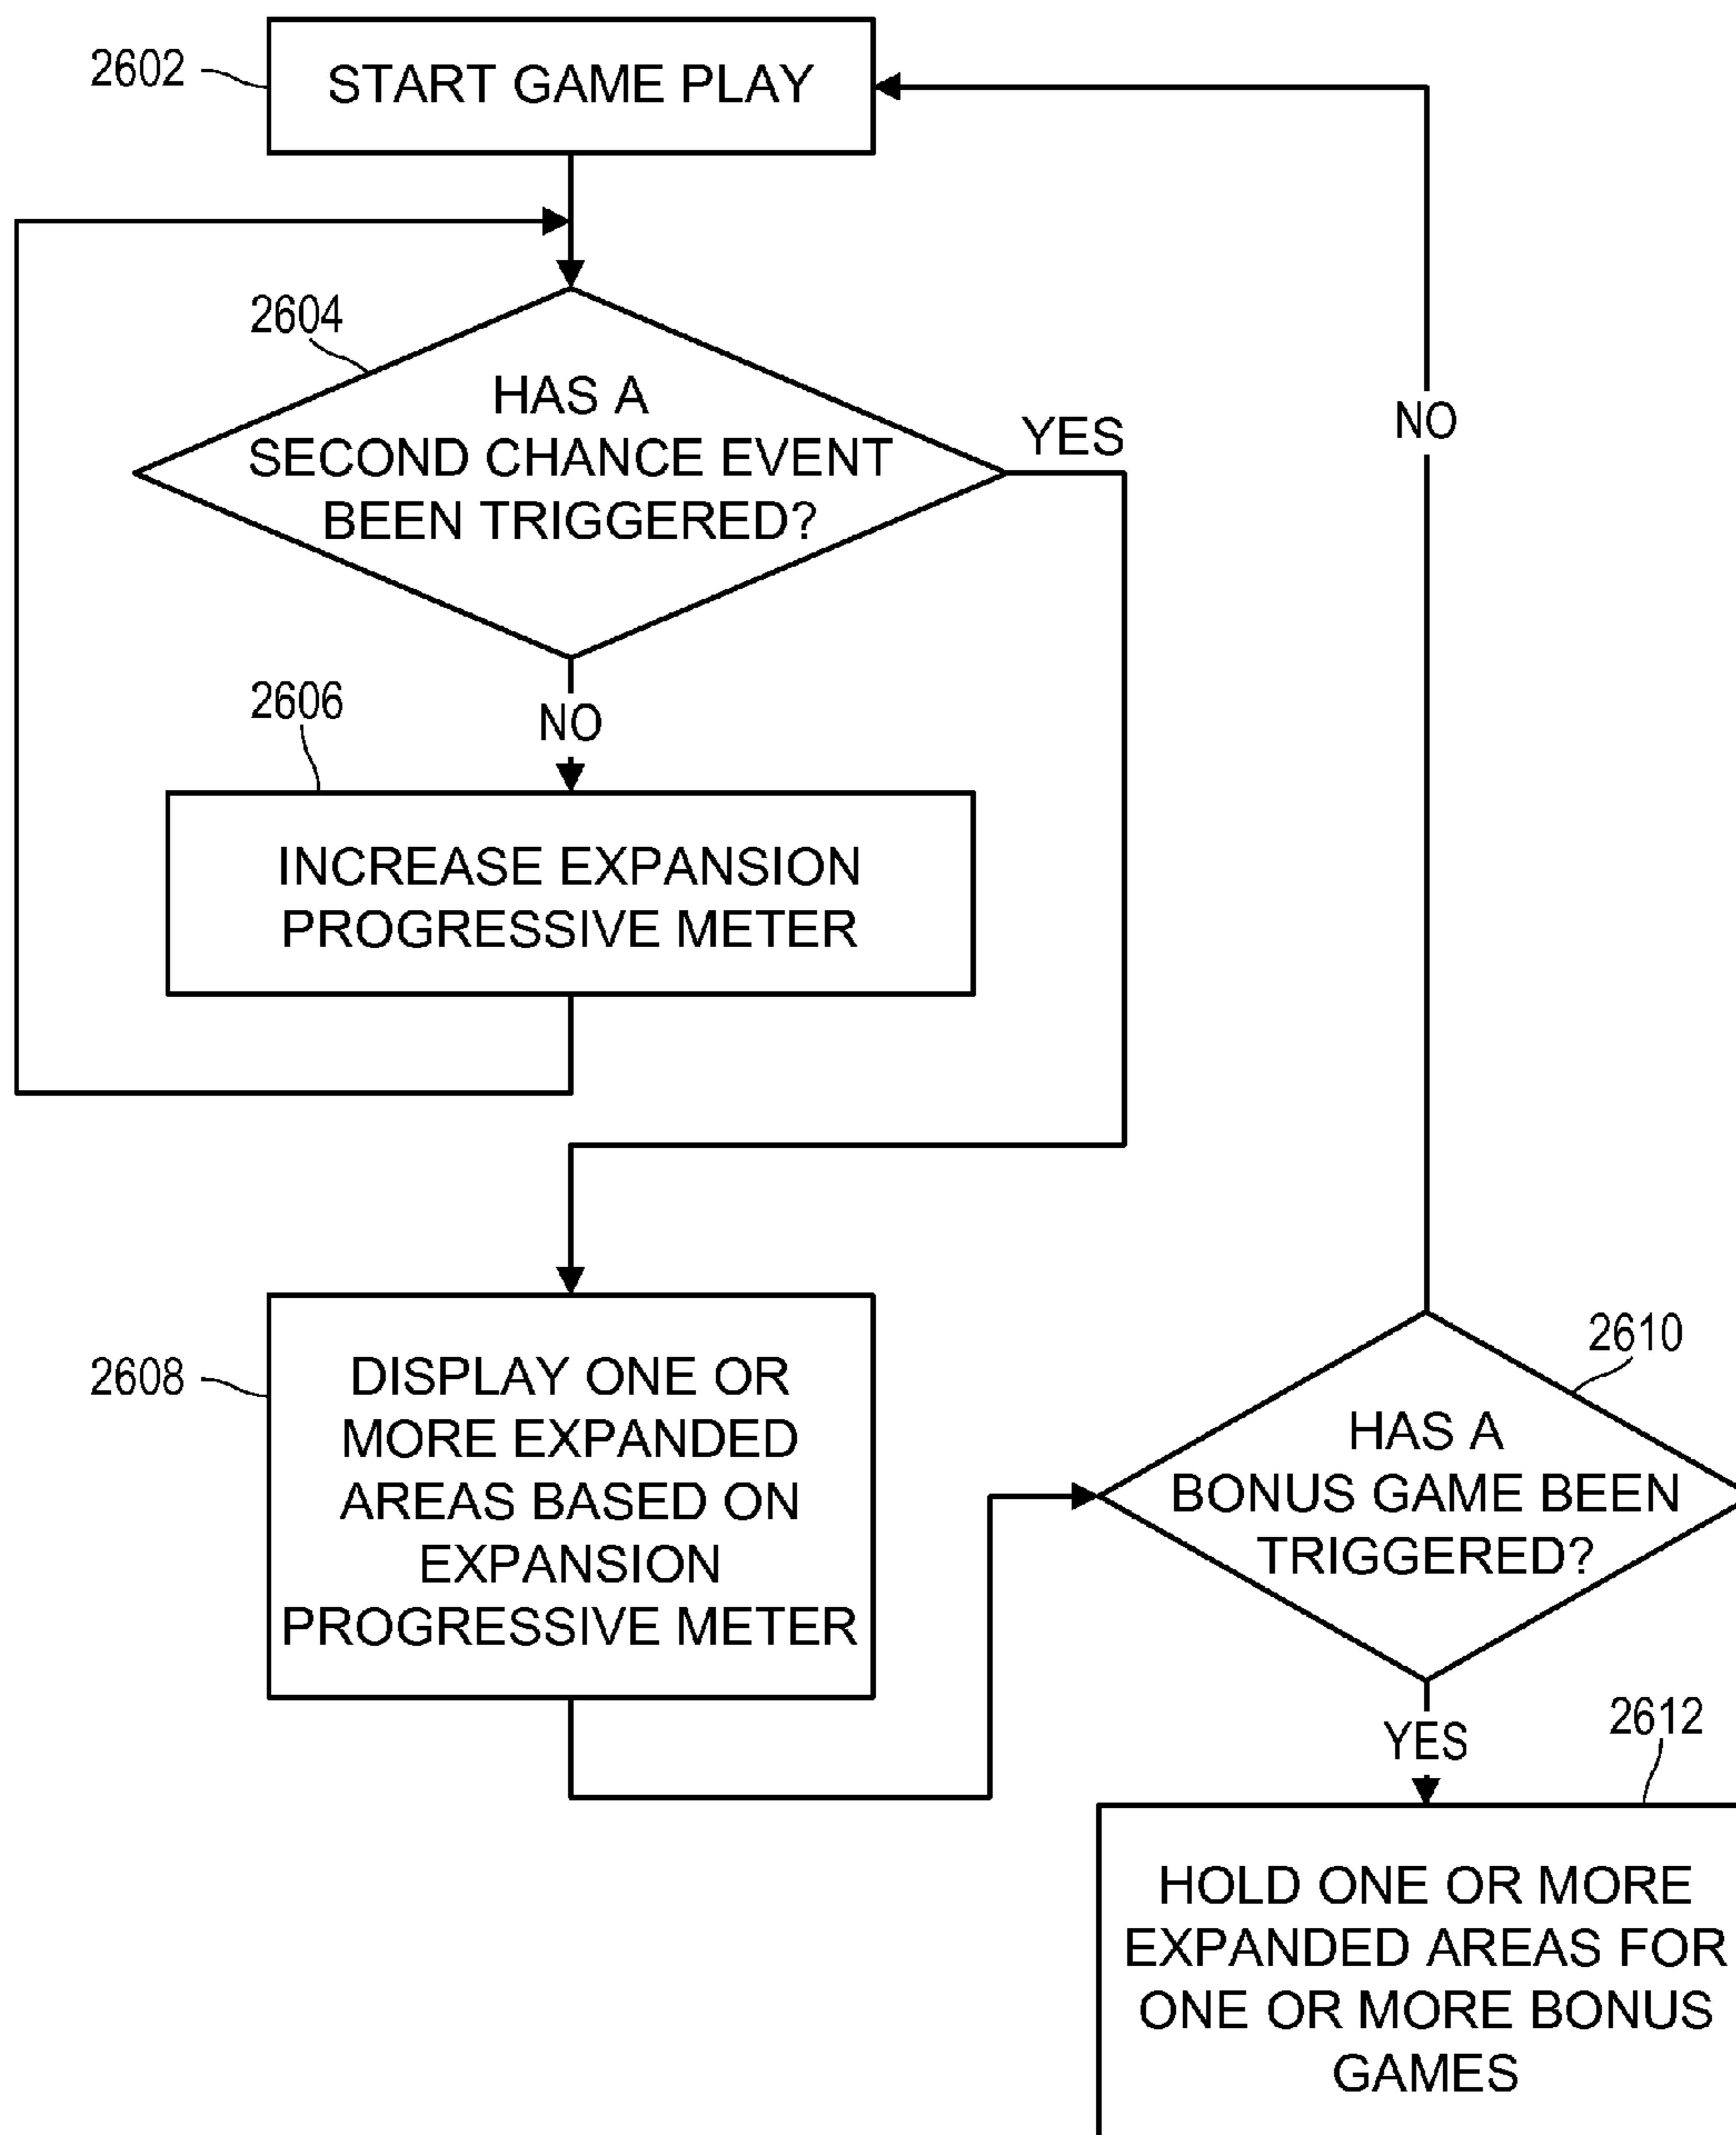 2602
START GAME PLAY
2604
HAS A
SECOND CHANCE EVENT
BEEN TRIGGERED?
YES
NO
NO
2606
INCREASE EXPANSION
PROGRESSIVE METER
2608
DISPLAY ONE OR
MORE EXPANDED
AREAS BASED ON
EXPANSION
PROGRESSIVE METER
2610
HAS A
BONUS GAME BEEN
TRIGGERED?
YES
2612
HOLD ONE OR MORE
EXPANDED AREAS FOR
ONE OR MORE BONUS
GAMES